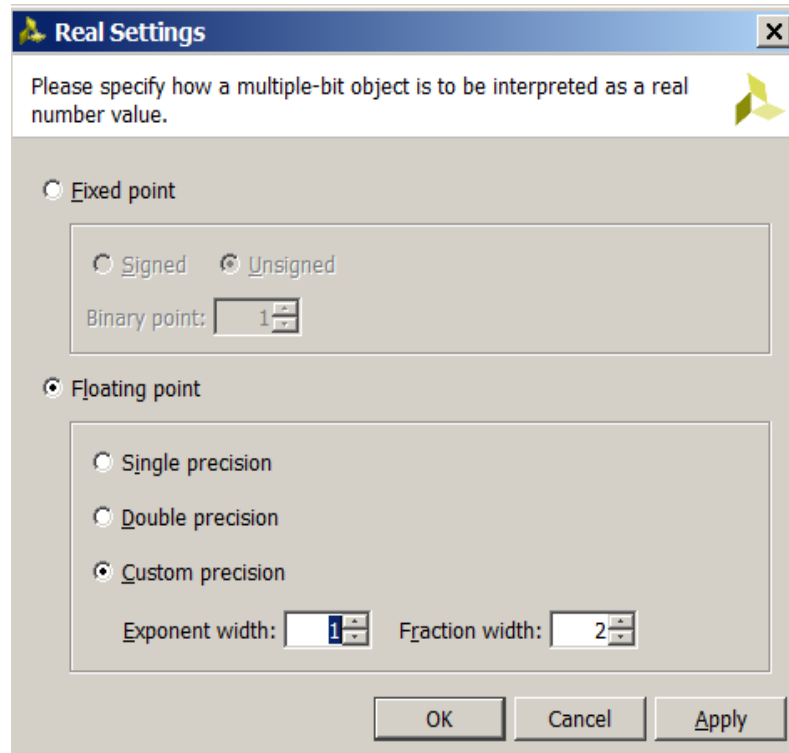 Real Settings
Please specify how a multiple-bit object is to be interpreted as a real
number value.
Fixed point
Signed Unsigned
Binary point: 1
Floating point
Single precision
Double precision
Custom precision
Exponent width: 1 Fraction width: 2
OK Cancel Apply